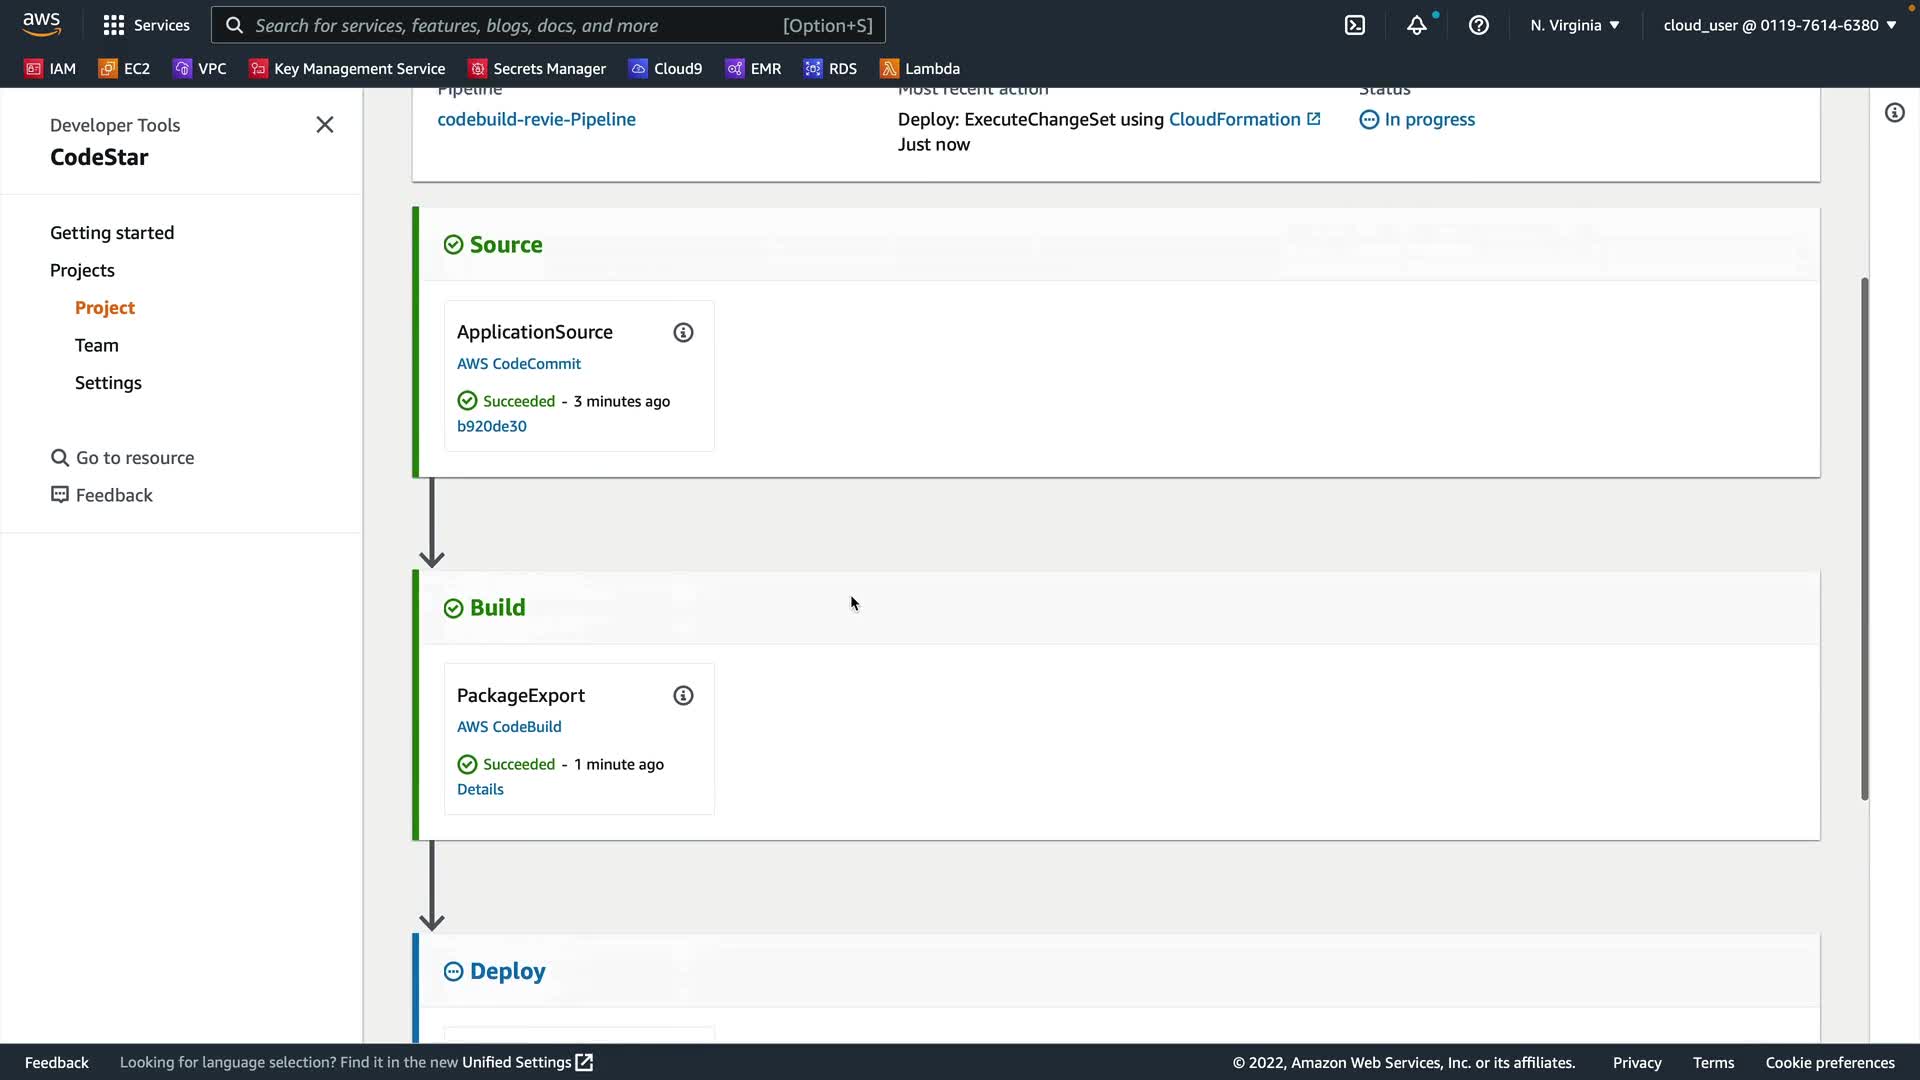 aws
Services
Search for services, features, blogs, docs, and more [Option+S]
N. Virginia ▼
cloud_user @ 0119-7614-6380 ▼
IAM
EC2
VPC
Key Management Service
Secrets Manager
Cloud9
EMR
RDS
Lambda
Developer Tools
CodeStar
Getting started
Projects
Project
Team
Settings
Go to resource
Feedback
Pipeline
Most recent action
Status
codebuild-revie-Pipeline
Deploy: ExecuteChangeSet using CloudFormation
Just now
In progress
Source
ApplicationSource
AWS CodeCommit
Succeeded - 3 minutes ago
b920de30
Build
PackageExport
AWS CodeBuild
Succeeded - 1 minute ago
Details
Deploy
Feedback
Looking for language selection? Find it in the new Unified Settings
© 2022, Amazon Web Services, Inc. or its affiliates.
Privacy
Terms
Cookie preferences